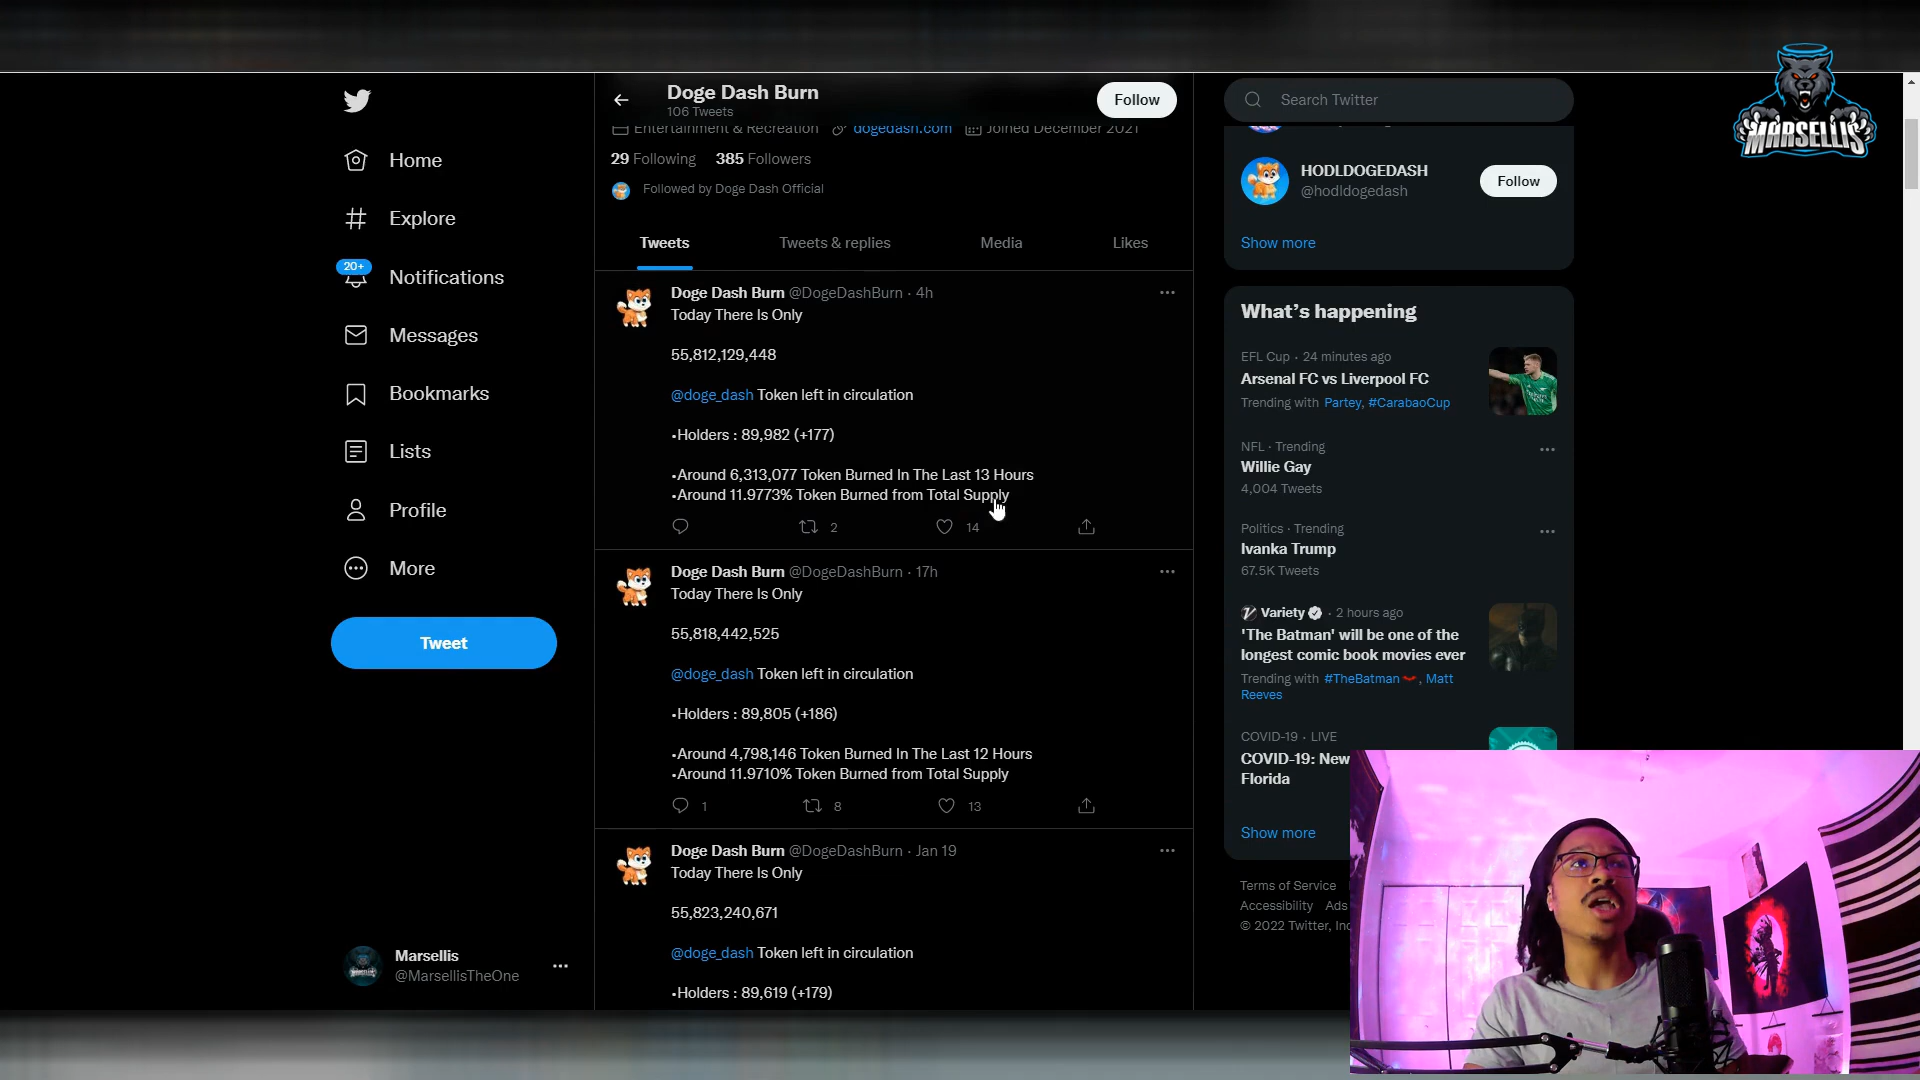 Home
Explore
20+
Notifications
Messages
Bookmarks
Lists
Profile
More
Tweet
Marsellis
@MarsellisTheOne
Doge Dash Burn
106 Tweets
Follow
Entertainment & Recreation dogedash.com Joined December 2021
29 Following 385 Followers
Followed by Doge Dash Official
Tweets Tweets & replies Media Likes
Doge Dash Burn @DogeDashBurn · 4h
Today There Is Only
55,812,129,448
@doge_dash Token left in circulation
•Holders : 89,982 (+177)
•Around 6,313,077 Token Burned In The Last 13 Hours
•Around 11.9773% Token Burned from Total Supply
2 14
Doge Dash Burn @DogeDashBurn · 17h
Today There Is Only
55,818,442,525
@doge_dash Token left in circulation
•Holders : 89,805 (+186)
•Around 4,798,146 Token Burned In The Last 12 Hours
•Around 11.9710% Token Burned from Total Supply
1 8 13
Doge Dash Burn @DogeDashBurn · Jan 19
Today There Is Only
55,823,240,671
@doge_dash Token left in circulation
•Holders : 89,619 (+179)
Search Twitter
HODLDOGEDASH
@hodldogedash
Follow
Show more
What's happening
EFL Cup · 24 minutes ago
Arsenal FC vs Liverpool FC
Trending with Partey, #CarabaoCup
NFL · Trending
Willie Gay
4,004 Tweets
Politics · Trending
Ivanka Trump
67.5K Tweets
Variety · 2 hours ago
'The Batman' will be one of the
longest comic book movies ever
Trending with #TheBatman, Matt
Reeves
COVID-19 · LIVE
COVID-19: New
Florida
Show more
Terms of Service
Accessibility Ads
© 2022 Twitter, Inc
MARSELLIS